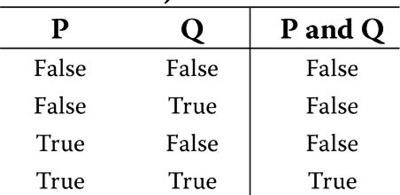 P Q P and Q
False False False
False True False
True False False
True True True